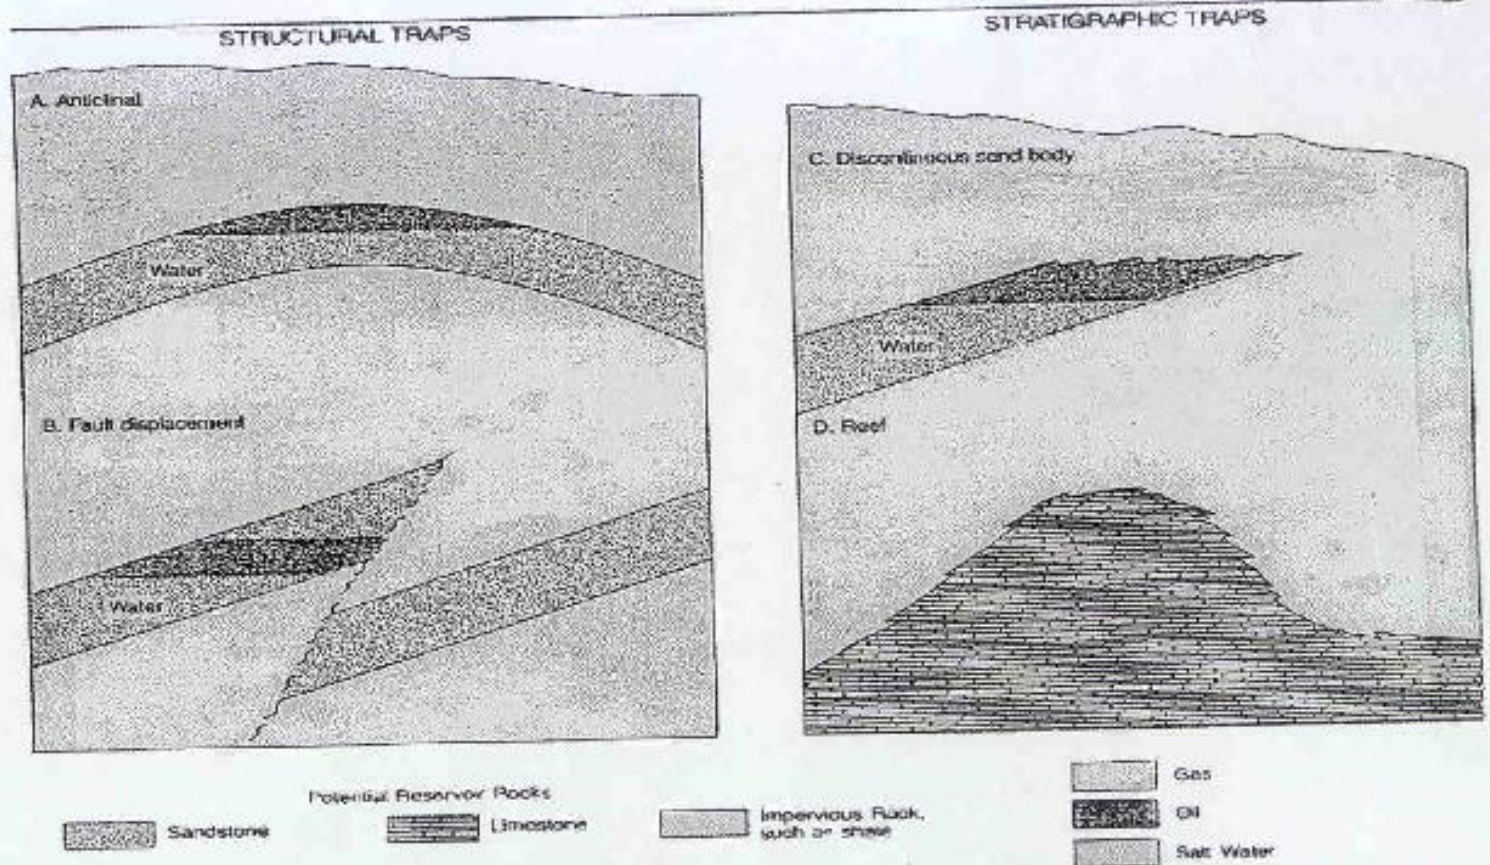 STRUCTURAL TRAPS
STRATIGRAPHIC TRAPS
A. Anticlinal
Water
B. Fault displacement
Water
C. Discontinuous sand body
Water
D. Reef
Potential Reservoir Rocks
Sandstone
Limestone
Impervious Rock,
such as shale
Gas
Oil
Salt Water